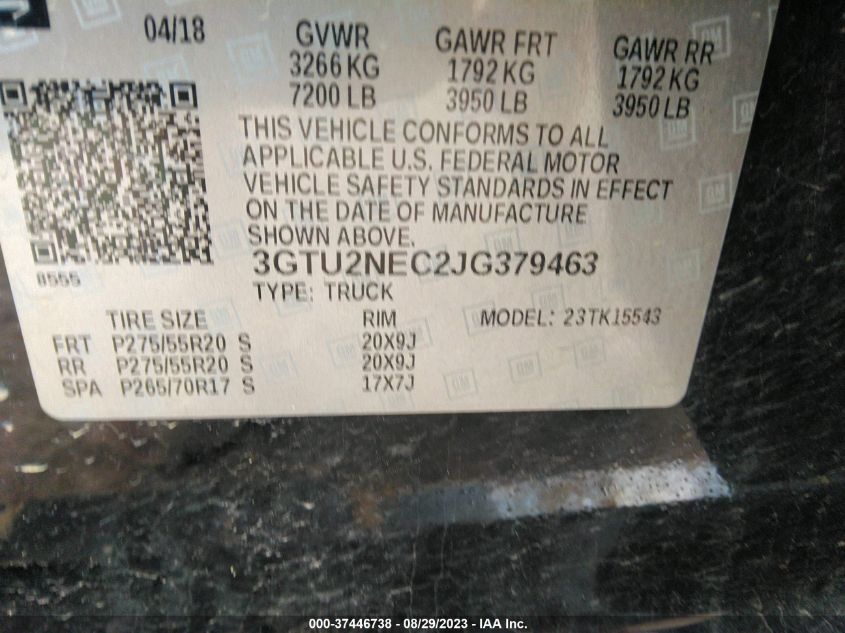 04/18 GVWR GAWR FRT GAWR RR
3266 KG 1792 KG 1792 KG
7200 LB 3950 LB 3950 LB
THIS VEHICLE CONFORMS TO ALL
APPLICABLE U.S. FEDERAL MOTOR
VEHICLE SAFETY STANDARDS IN EFFECT
ON THE DATE OF MANUFACTURE
SHOWN ABOVE.
8555 3GTU2NEC2JG379463
TYPE: TRUCK
TIRE SIZE RIM MODEL: 23TK15543
FRT P275/55R20 S 20X9J
RR P275/55R20 S 20X9J
SPA P265/70R17 S 17X7J
000-37446738 - 08/29/2023 - IAA Inc.